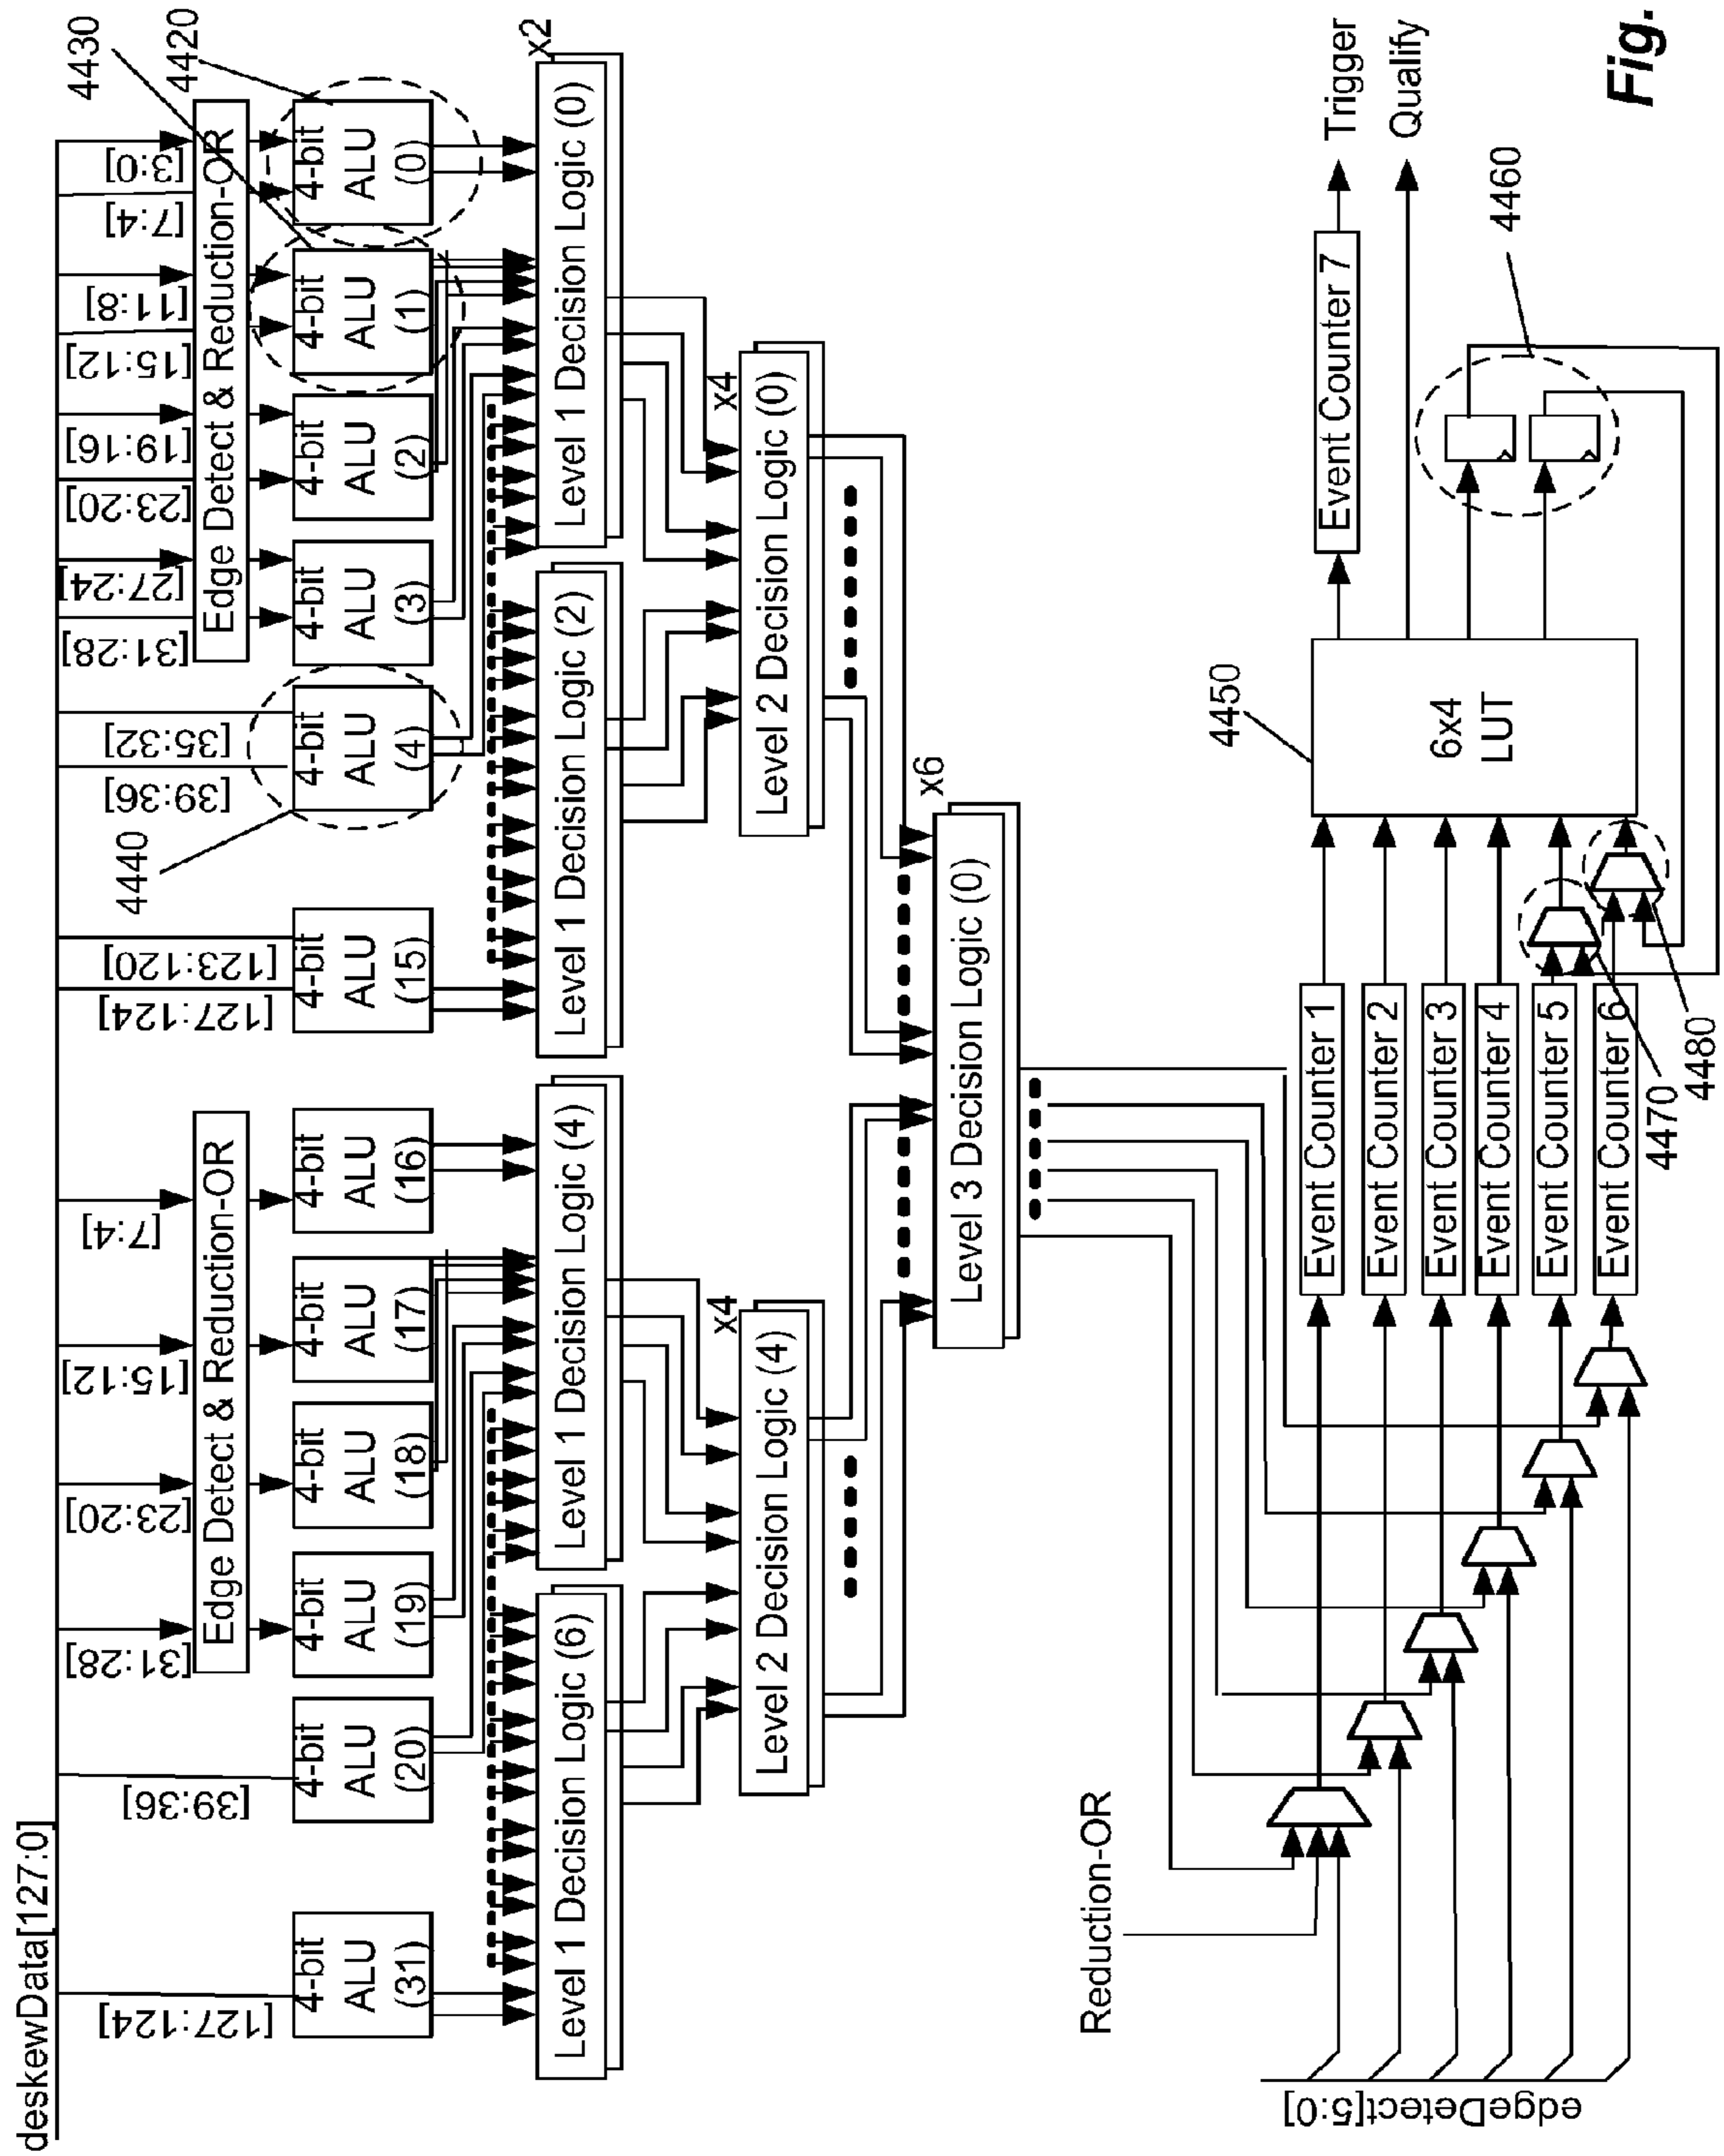 deskewData[127:0]
[127:124]
[39:36]
[31:28]
[23:20]
[15:12]
[7:4]
[127:124]
[123:120]
[39:36]
[35:32]
[31:28]
[27:24]
[23:20]
[19:16]
[15:12]
[11:8]
[7:4]
[3:0]
4440
4430
4420
Edge Detect & Reduction-OR
Edge Detect & Reduction-OR
4-bit
ALU
(31)
4-bit
ALU
(20)
4-bit
ALU
(19)
4-bit
ALU
(18)
4-bit
ALU
(17)
4-bit
ALU
(16)
4-bit
ALU
(15)
4-bit
ALU
(4)
4-bit
ALU
(3)
4-bit
ALU
(2)
4-bit
ALU
(1)
4-bit
ALU
(0)
x2
Level 1 Decision Logic (6)
Level 1 Decision Logic (4)
Level 1 Decision Logic (2)
Level 1 Decision Logic (0)
x4
x4
Level 2 Decision Logic (4)
Level 2 Decision Logic (0)
x6
Level 3 Decision Logic (0)
Reduction-OR
edgeDetect[5:0]
Event Counter 1
Event Counter 2
Event Counter 3
Event Counter 4
Event Counter 5
Event Counter 6
4470
4480
4450
6x4
LUT
Event Counter 7
Trigger
Qualify
4460
Fig.